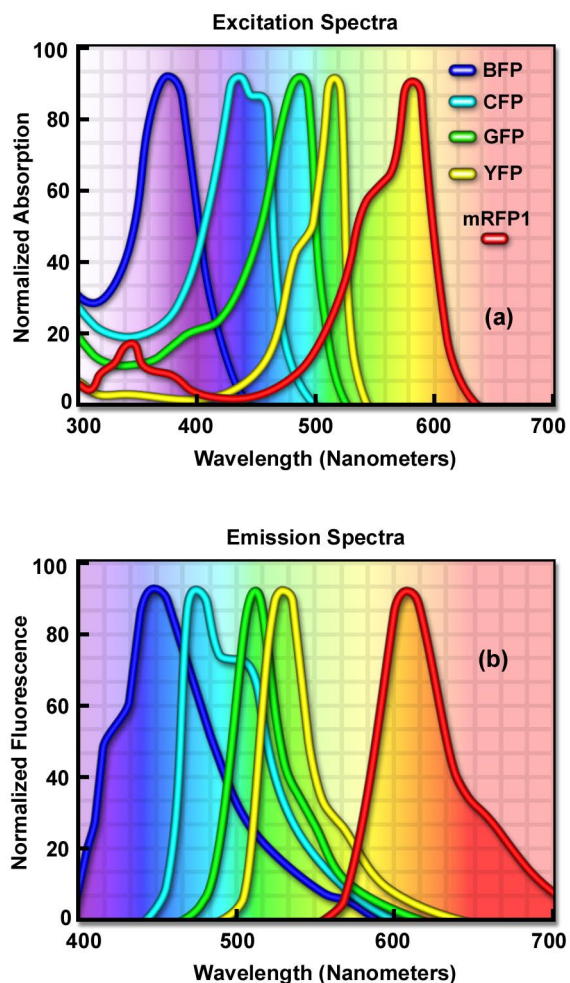 Excitation Spectra
100
80
60
40
20
0
Normalized Absorption
BFP
CFP
GFP
YFP
mRFP1
(a)
300 400 500 600 700
Wavelength (Nanometers)
Emission Spectra
100
80
60
40
20
0
Normalized Fluorescence
(b)
400 500 600 700
Wavelength (Nanometers)